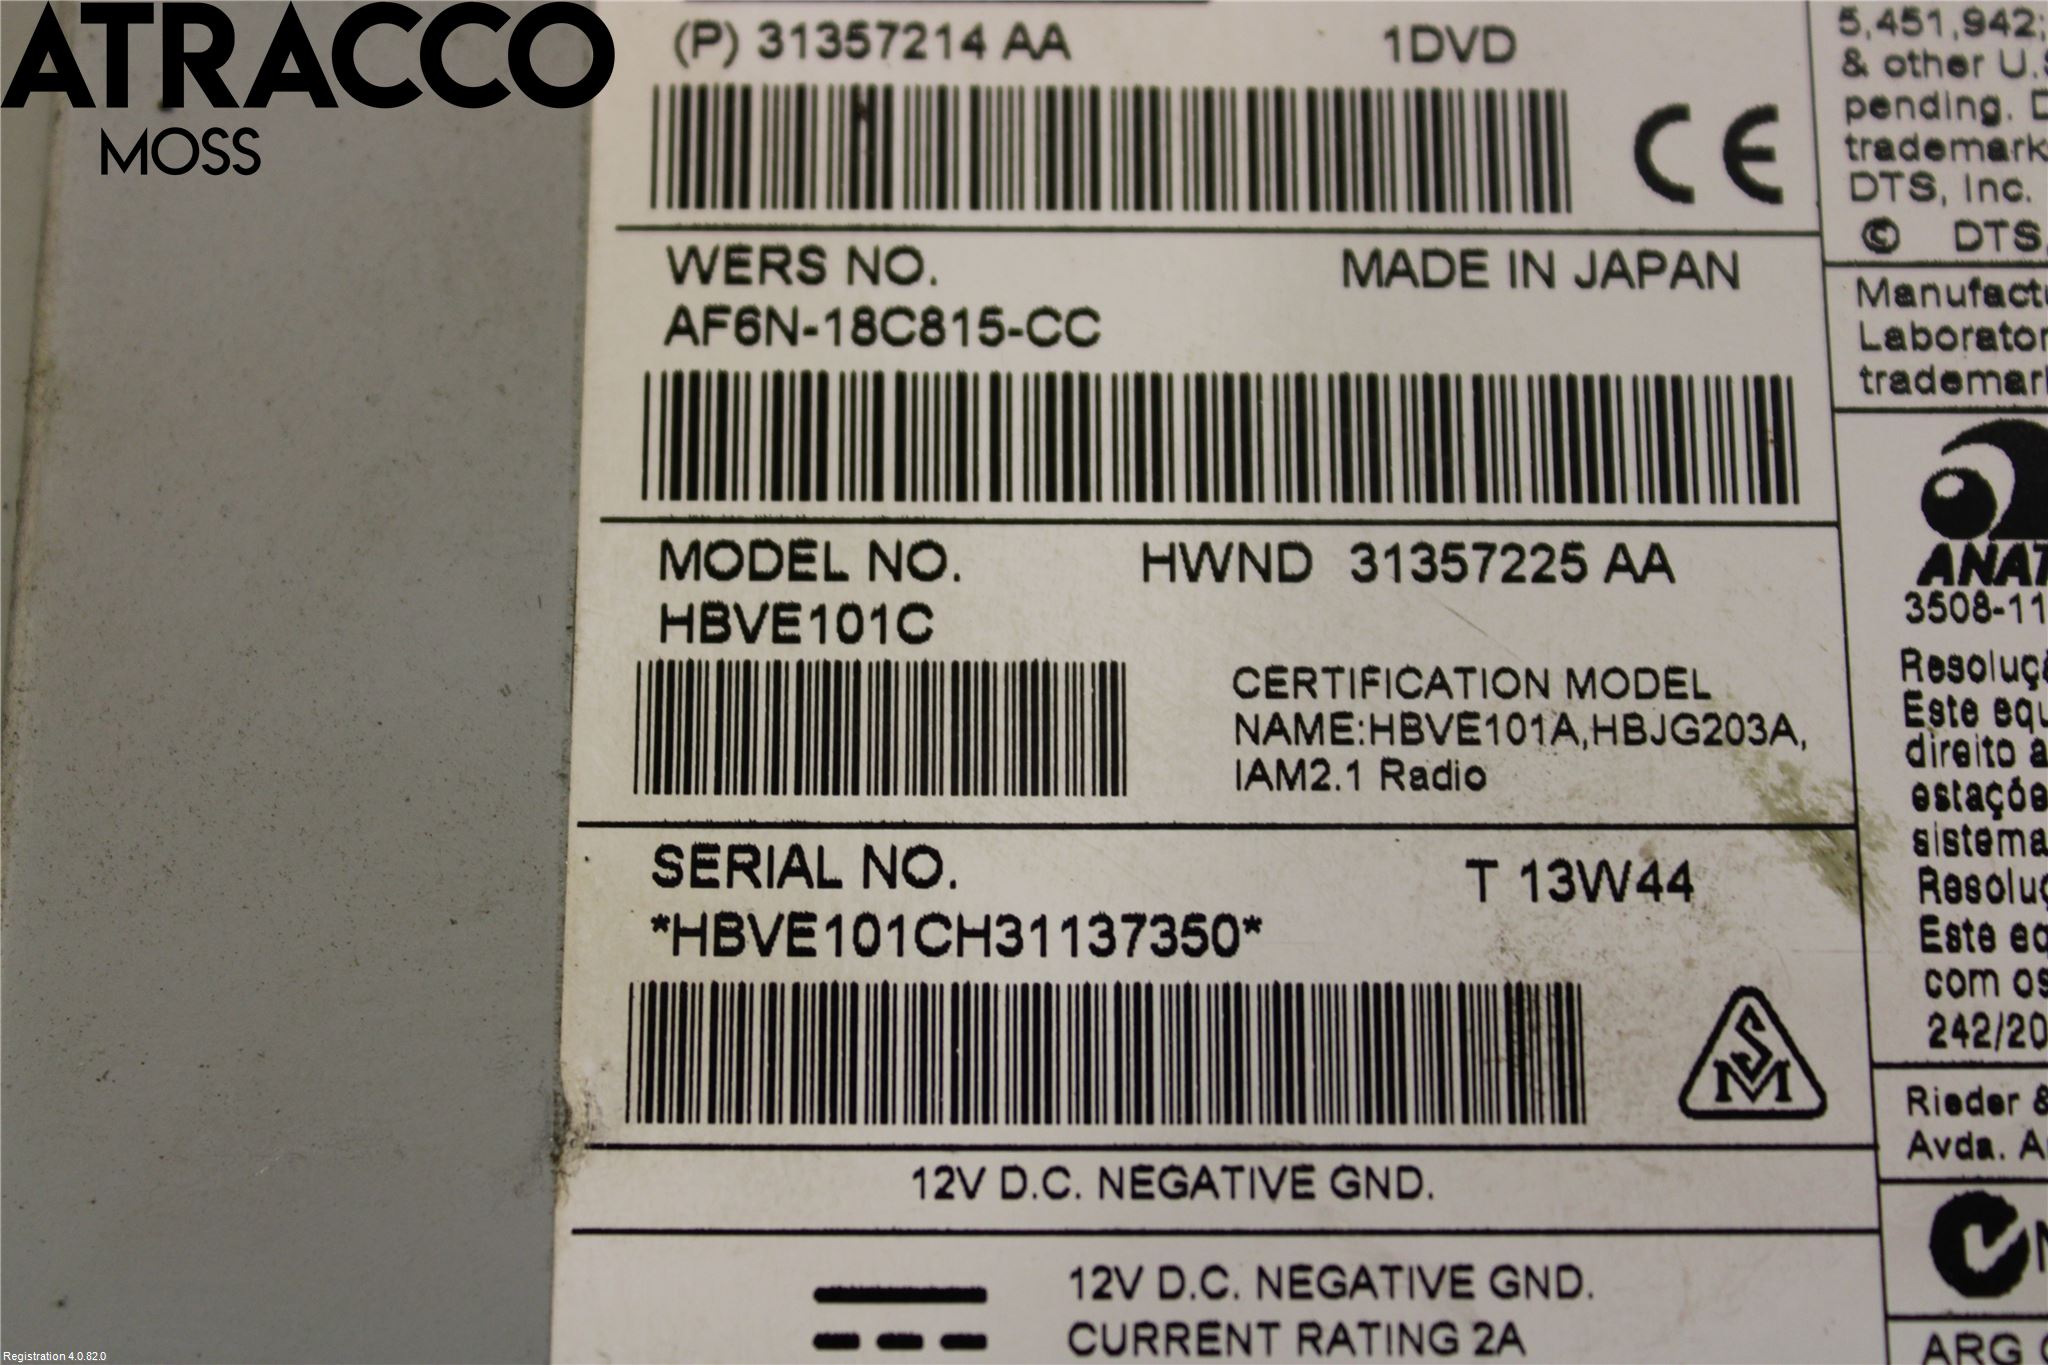 ATRACCO
MOSS
(P) 31357214 AA 1DVD
WERS NO. MADE IN JAPAN
AF6N-18C815-CC
MODEL NO. HWND 31357225 AA
HBVE101C
CERTIFICATION MODEL
NAME:HBVE101A,HBJG203A,
IAM2.1 Radio
SERIAL NO. T 13W44
*HBVE101CH31137350*
SM
12V D.C. NEGATIVE GND.
12V D.C. NEGATIVE GND.
CURRENT RATING 2A
5,451,942;
& other U.S
pending. D
trademark
DTS, Inc.
© DTS,
Manufactu
Laborator
trademark
ANAT
3508-11
Resoluçã
Este equ
direito a
estaçõe
sistema
Resoluç
Este eq
com os
242/20
Rieder &
Avda. A
N
ARG
Registration 4.0.82.0